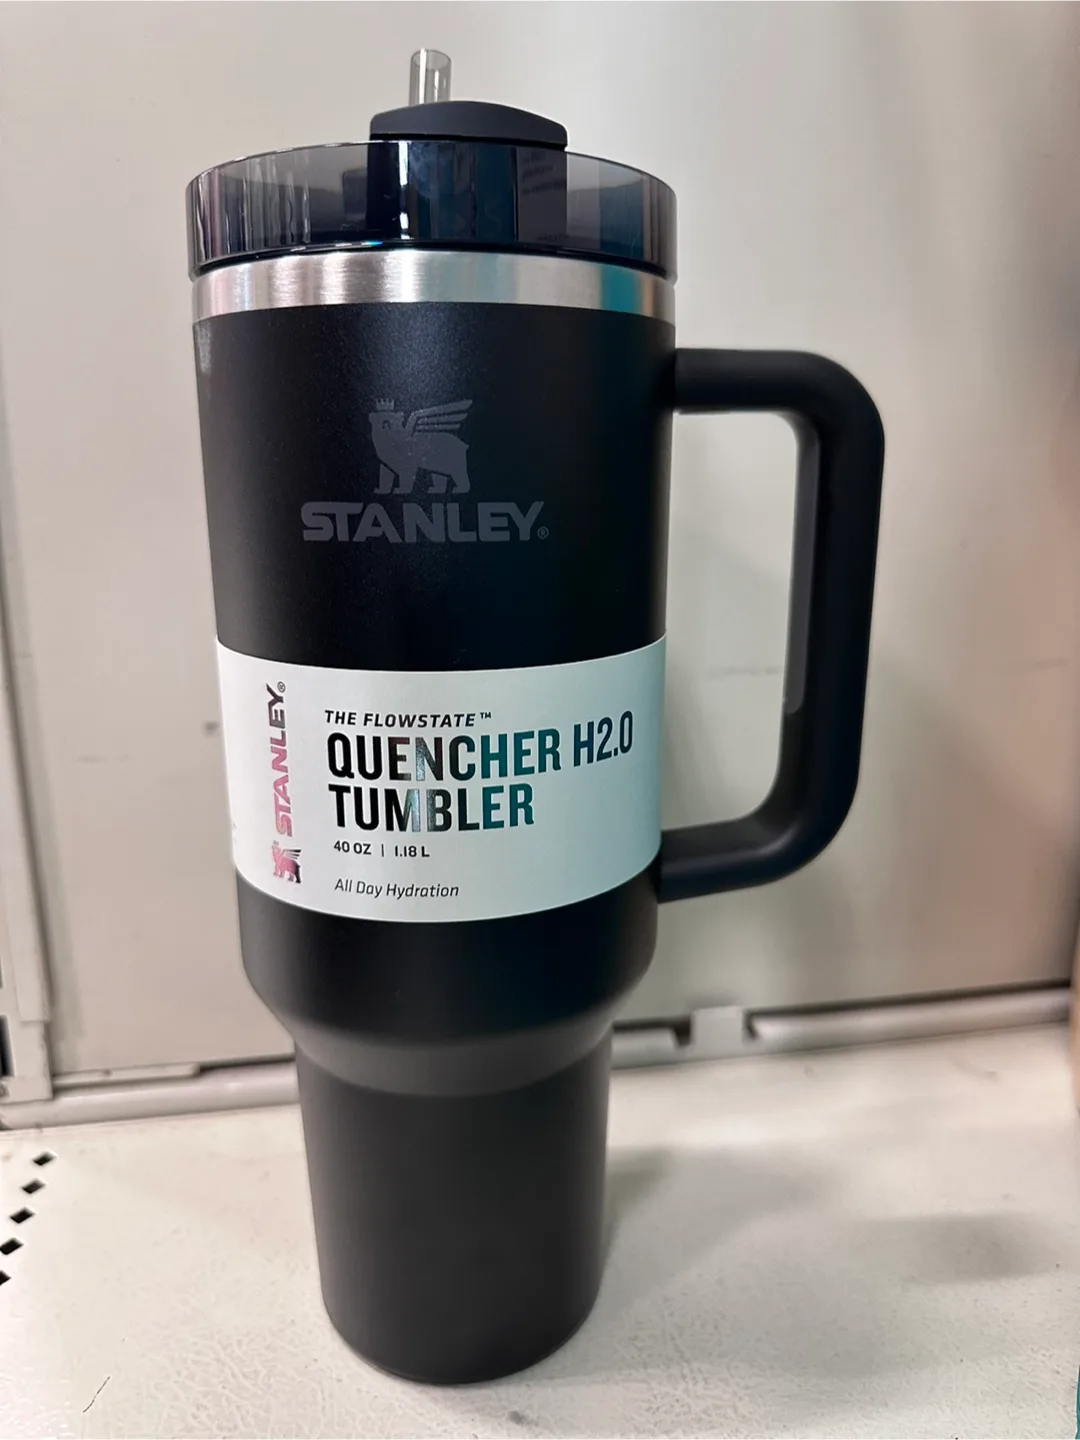 STANLEY®
STANLEY®
THE FLOWSTATE™
QUENCHER H2.0
TUMBLER
40 OZ | 1.18 L
All Day Hydration